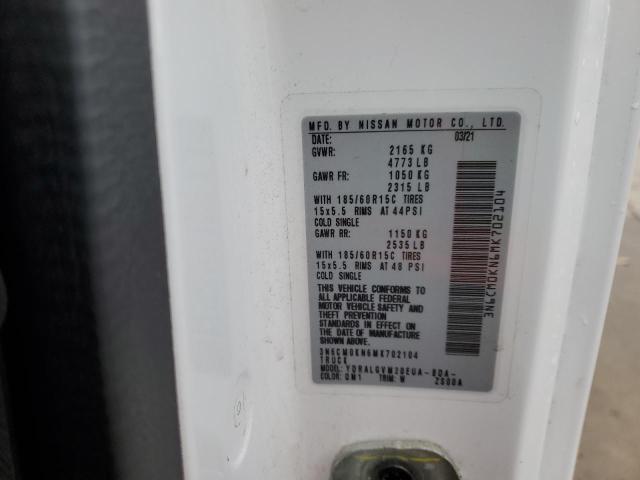 MFD. BY NISSAN MOTOR CO., LTD.
DATE: 03/21
GVWR: 2165 KG
4773 LB
GAWR FR: 1050 KG
2315 LB
WITH 185/60R15C TIRES
15x5.5 RIMS AT 44PSI
COLD SINGLE
GAWR RR: 1150 KG
2535 LB
WITH 185/60R15C TIRES
15x5.5 RIMS AT 48 PSI
COLD SINGLE
THIS VEHICLE CONFORMS TO
ALL APPLICABLE FEDERAL
MOTOR VEHICLE SAFETY AND
THEFT PREVENTION
STANDARDS IN EFFECT ON
THE DATE OF MANUFACTURE
SHOWN ABOVE.
3N6CM0KN6MK702104
TRUCK
MODEL: YDRALGVM20EUA-BQA-
COLOR: QM1 TRIM: W
3N6CM0KN6MK702104